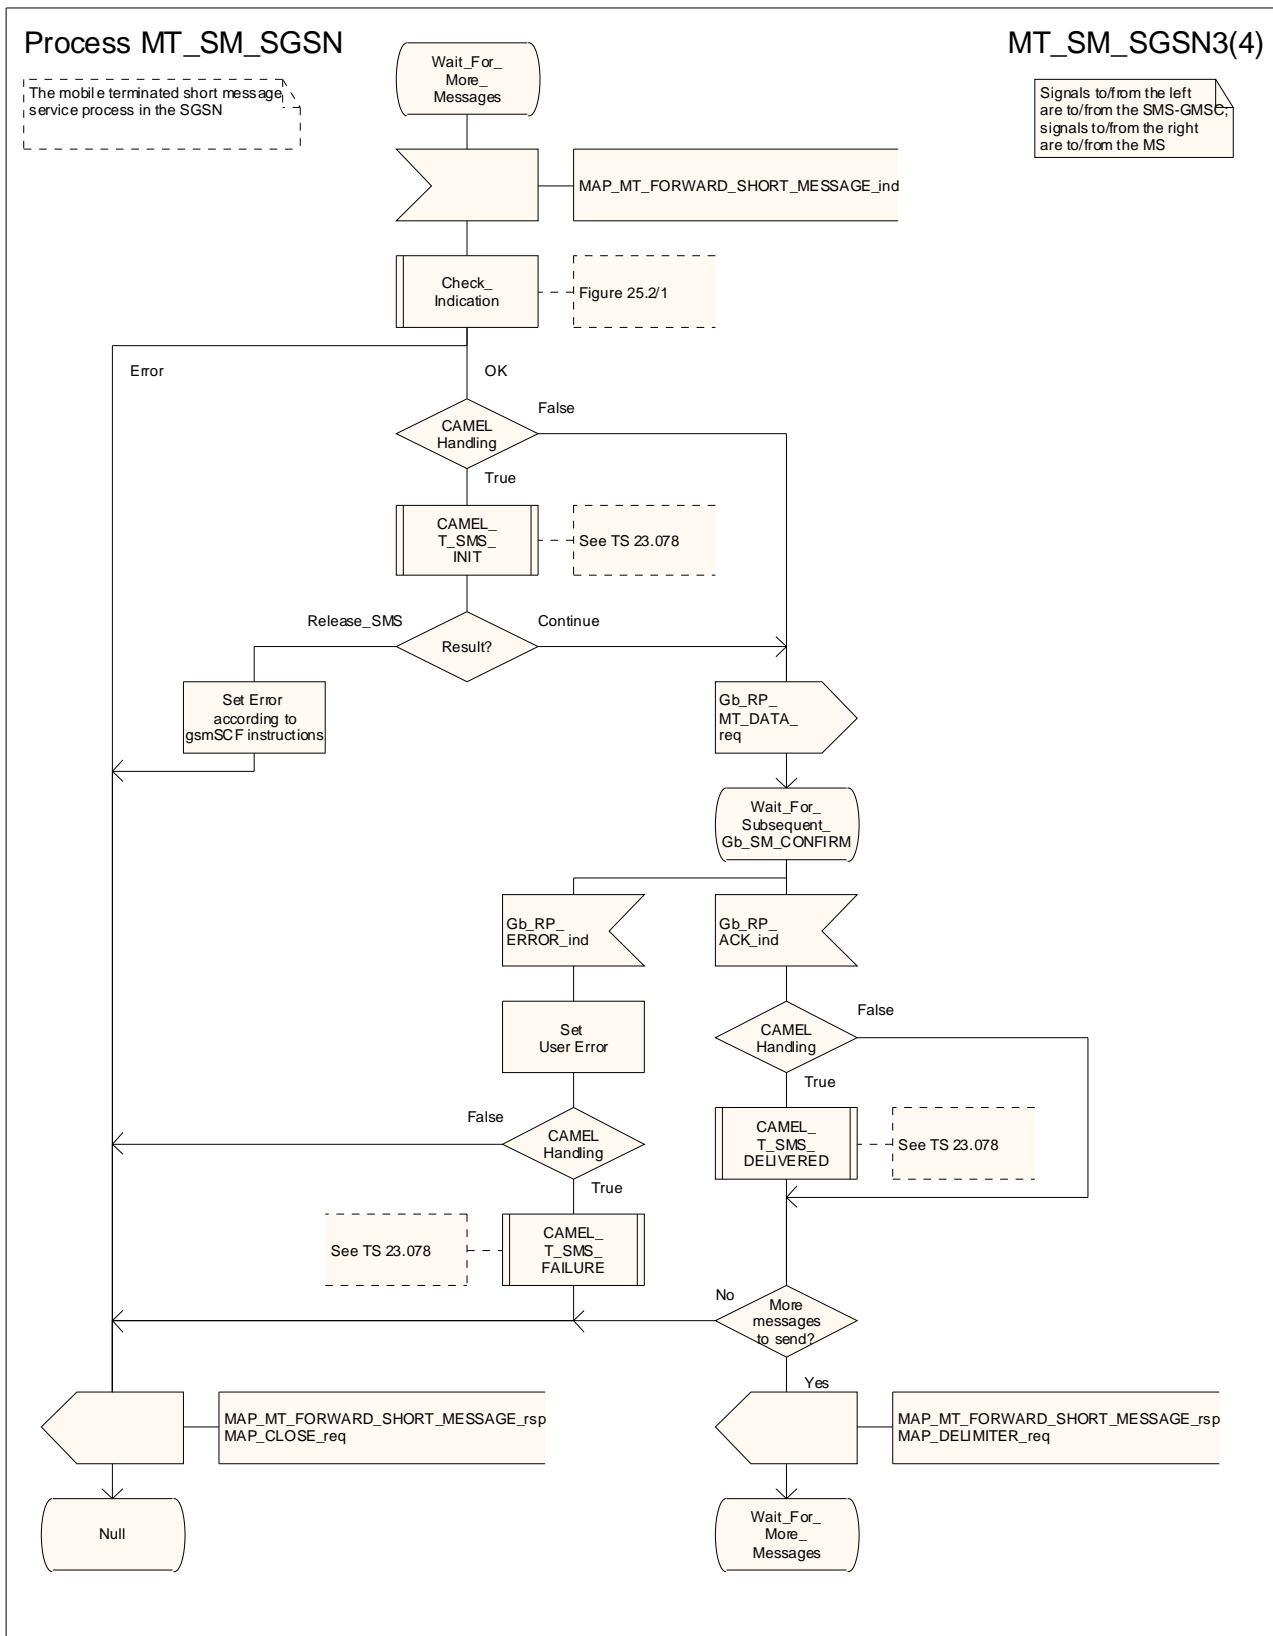 Process MT_SM_SGSN
MT_SM_SGSN3(4)
The mobile terminated short message
service process in the SGSN
Signals to/from the left
are to/from the SMS-GMSC;
signals to/from the right
are to/from the MS
Wait_For_
More_
Messages
MAP_MT_FORWARD_SHORT_MESSAGE_ind
Check_
Indication
Figure 25.2/1
Error
OK
CAMEL
Handling
False
True
CAMEL_
T_SMS_
INIT
See TS 23.078
Release_SMS
Result?
Continue
Set Error
according to
gsmSCF instructions
Gb_RP_
MT_DATA_
req
Wait_For_
Subsequent_
Gb_SM_CONFIRM
Gb_RP_
ERROR_ind
Gb_RP_
ACK_ind
Set
User Error
CAMEL
Handling
False
True
False
CAMEL
Handling
True
CAMEL_
T_SMS_
DELIVERED
See TS 23.078
See TS 23.078
CAMEL_
T_SMS_
FAILURE
No
More
messages
to send?
Yes
MAP_MT_FORWARD_SHORT_MESSAGE_rsp
MAP_CLOSE_req
MAP_MT_FORWARD_SHORT_MESSAGE_rsp
MAP_DELIMITER_req
Null
Wait_For_
More_
Messages